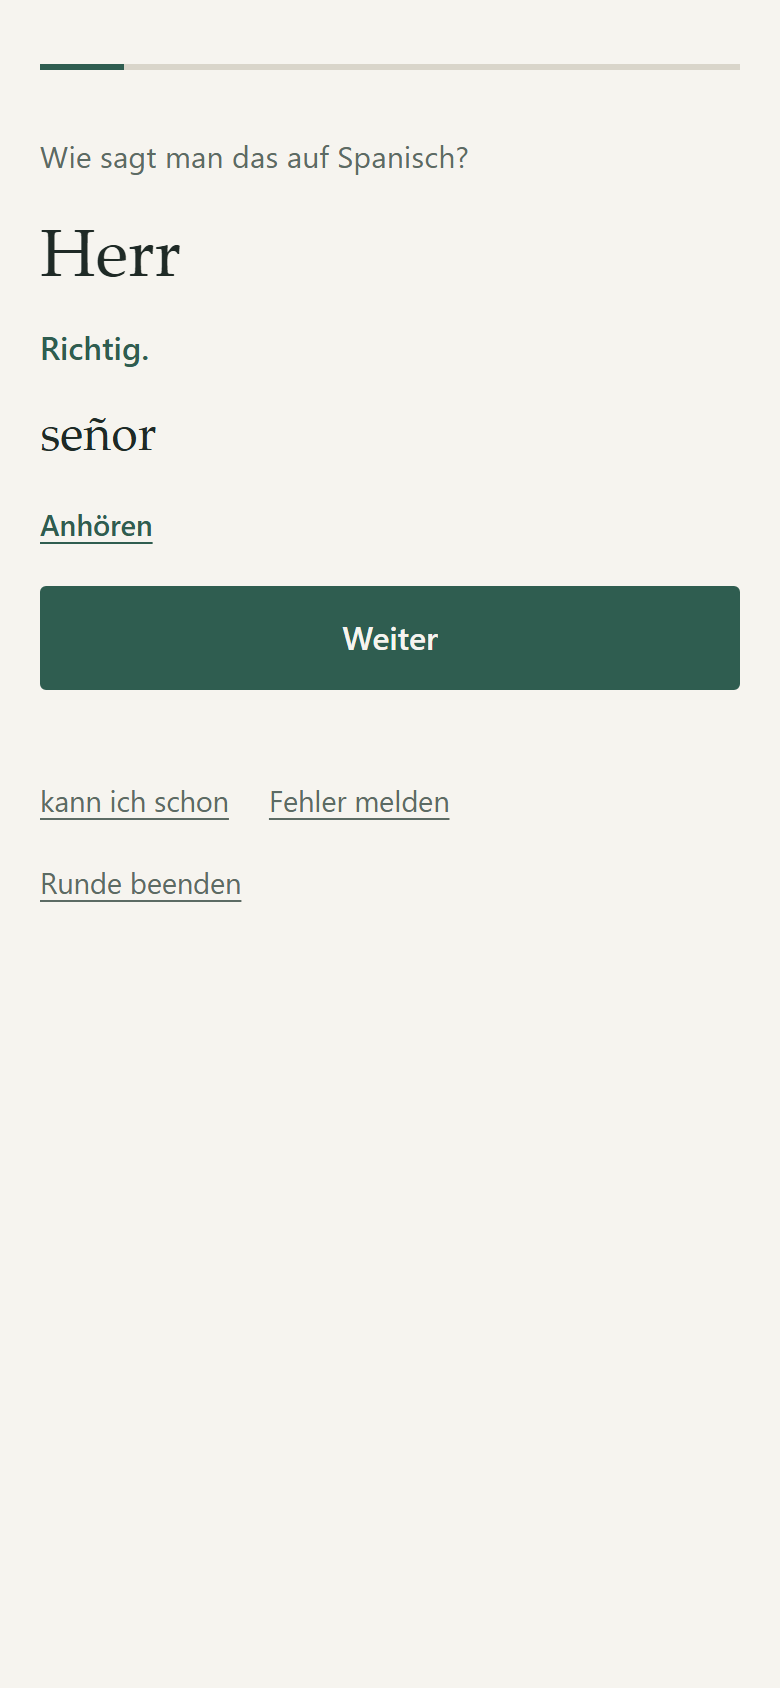 Wie sagt man das auf Spanisch?
Herr
Richtig.
señor
Anhören
Weiter
kann ich schon Fehler melden
Runde beenden